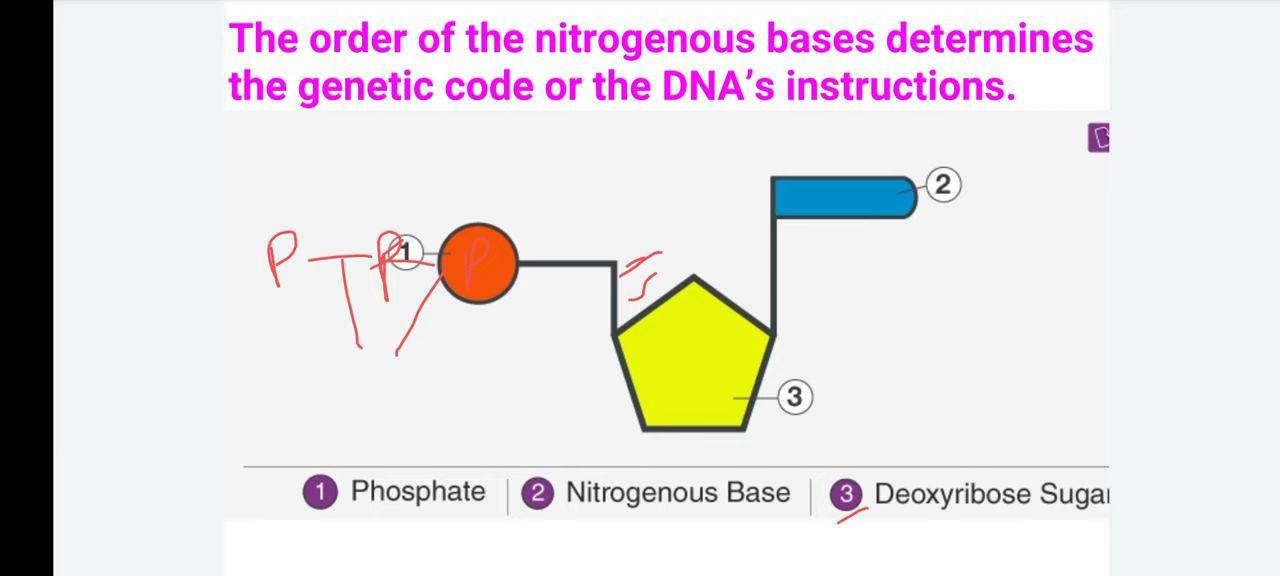 The order of the nitrogenous bases determines
the genetic code or the DNA's instructions.
2
P P 1 P
5
3
1 Phosphate 2 Nitrogenous Base 3 Deoxyribose Sugar